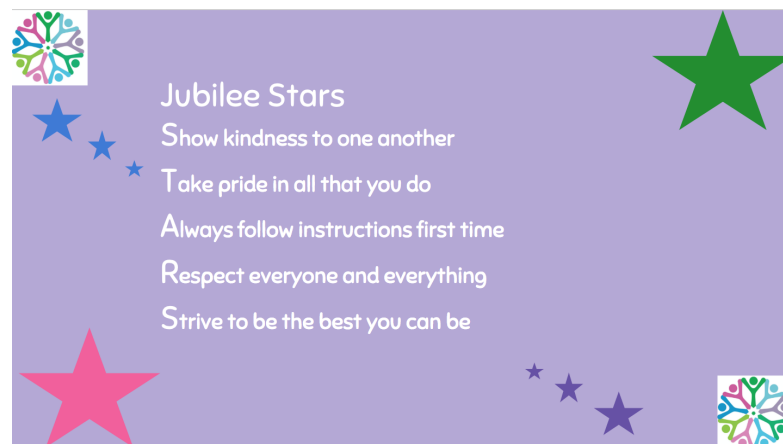 Jubilee Stars
Show kindness to one another
Take pride in all that you do
Always follow instructions first time
Respect everyone and everything
Strive to be the best you can be